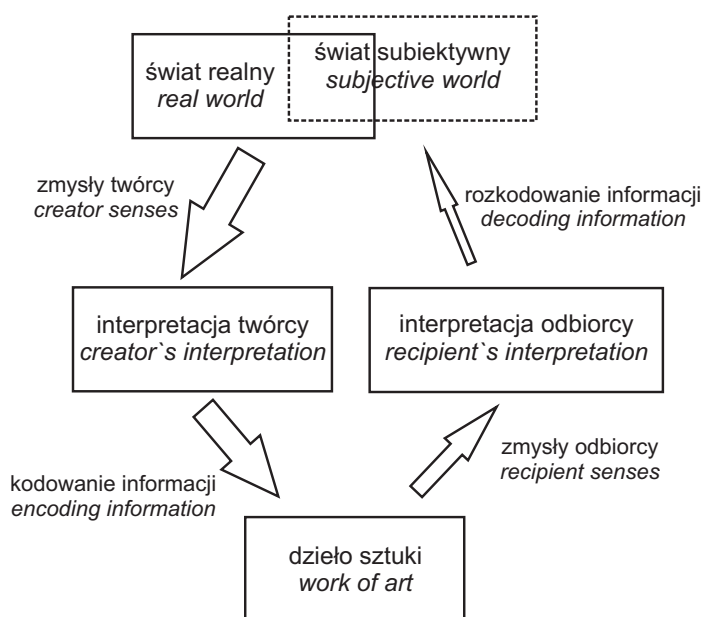 świat realny
real world
świat subiektywny
subjective world
zmysły twórcy
creator senses
rozkodowanie informacji
decoding information
interpretacja twórcy
creator`s interpretation
interpretacja odbiorcy
recipient`s interpretation
kodowanie informacji
encoding information
zmysły odbiorcy
recipient senses
dzieło sztuki
work of art